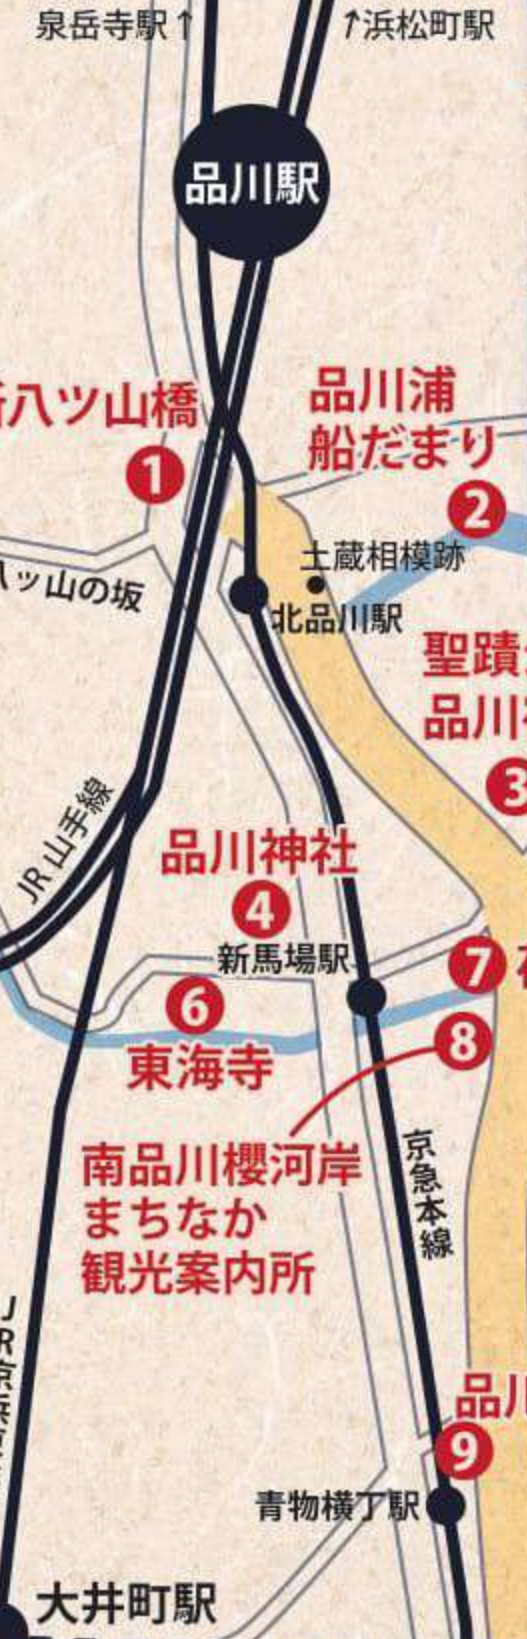 泉岳寺駅↑
↑浜松町駅
品川駅
八ツ山橋
1
品川浦
船だまり
2
土蔵相模跡
ッ山の坂
北品川駅
聖蹟
品川
3
JR山手線
品川神社
4
新馬場駅
7
6
東海寺
8
南品川櫻河岸
まちなか
観光案内所
京急本線
JR京浜
品川
9
青物横丁駅
大井町駅